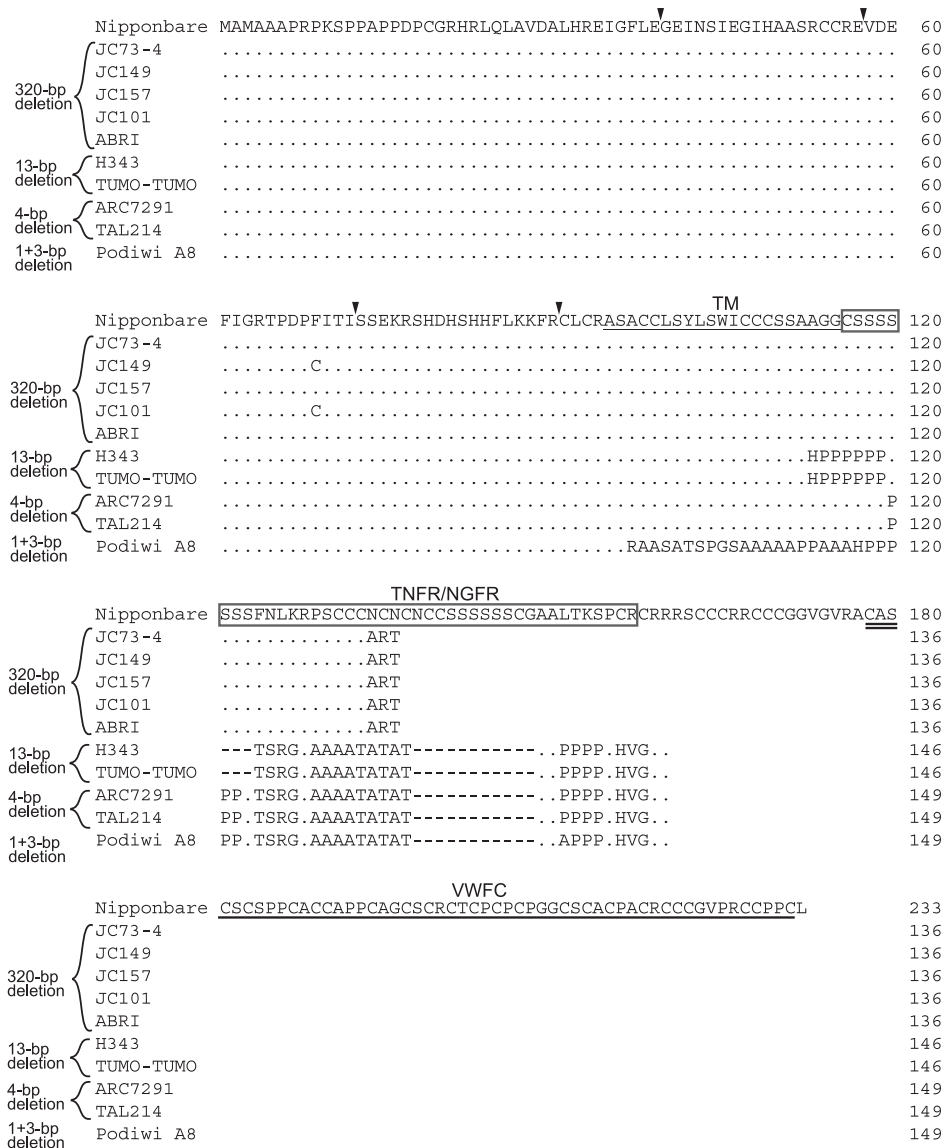 Nipponbare MAMAAAPRPKSPPAPPDPCGRHRLQLAVDALHREIGFLEGEINSIEGIHAASRCCREVDE 60
320-bp deletion
JC73-4 ............................................................ 60
JC149 ............................................................ 60
JC157 ............................................................ 60
JC101 ............................................................ 60
ABRI ............................................................ 60
13-bp deletion
H343 ............................................................ 60
TUMO-TUMO ............................................................ 60
4-bp deletion
ARC7291 ............................................................ 60
TAL214 ............................................................ 60
1+3-bp deletion
Podiwi A8 ............................................................ 60
TM
Nipponbare FIGRTPDPFITISSEKRSHDHSHHFLKKFRCLCRASACCLSYLSWICCCSSAAGGCSSSS 120
320-bp deletion
JC73-4 ............................................................ 120
JC149 ........C................................................... 120
JC157 ............................................................ 120
JC101 ........C................................................... 120
ABRI ............................................................ 120
13-bp deletion
H343 ....................................................HPPPPPP. 120
TUMO-TUMO ....................................................HPPPPPP. 120
4-bp deletion
ARC7291 ...........................................................P 120
TAL214 ...........................................................P 120
1+3-bp deletion
Podiwi A8 ....................................RAASATSPGSAAAAAPPAAAHPPP 120
TNFR/NGFR
Nipponbare SSSFNLKRPSCCCNCNCNCCSSSSSSCGAALTKSPCRCRRRSCCCRRCCCGGVGVRACAS 180
320-bp deletion
JC73-4 .............ART 136
JC149 .............ART 136
JC157 .............ART 136
JC101 .............ART 136
ABRI .............ART 136
13-bp deletion
H343 ---TSRG.AAAATATAT-----------..PPPP.HVG.. 146
TUMO-TUMO ---TSRG.AAAATATAT-----------..PPPP.HVG.. 146
4-bp deletion
ARC7291 PP.TSRG.AAAATATAT-----------..PPPP.HVG.. 149
TAL214 PP.TSRG.AAAATATAT-----------..PPPP.HVG.. 149
1+3-bp deletion
Podiwi A8 PP.TSRG.AAAATATAT-----------..APPP.HVG.. 149
VWFC
Nipponbare CSCSPPCACCAPPCAGCSCRCTCPCPCPGGCSCACPACRCCCGVPRCCPPCL 233
320-bp deletion
JC73-4 136
JC149 136
JC157 136
JC101 136
ABRI 136
13-bp deletion
H343 146
TUMO-TUMO 146
4-bp deletion
ARC7291 149
TAL214 149
1+3-bp deletion
Podiwi A8 149